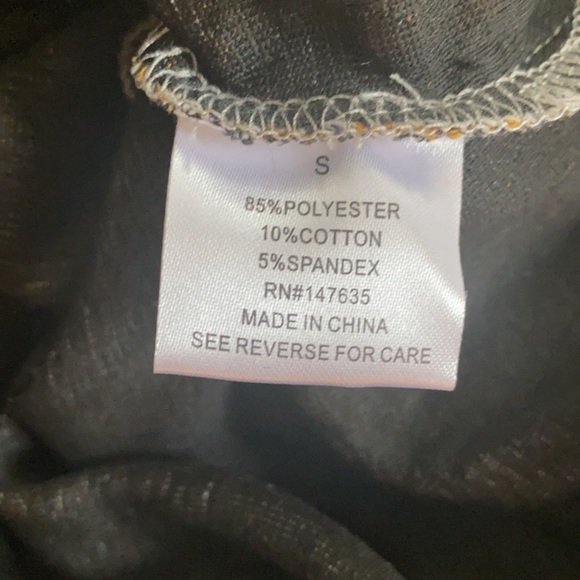 S
85%POLYESTER
10%COTTON
5%SPANDEX
RN#147635
MADE IN CHINA
SEE REVERSE FOR CARE